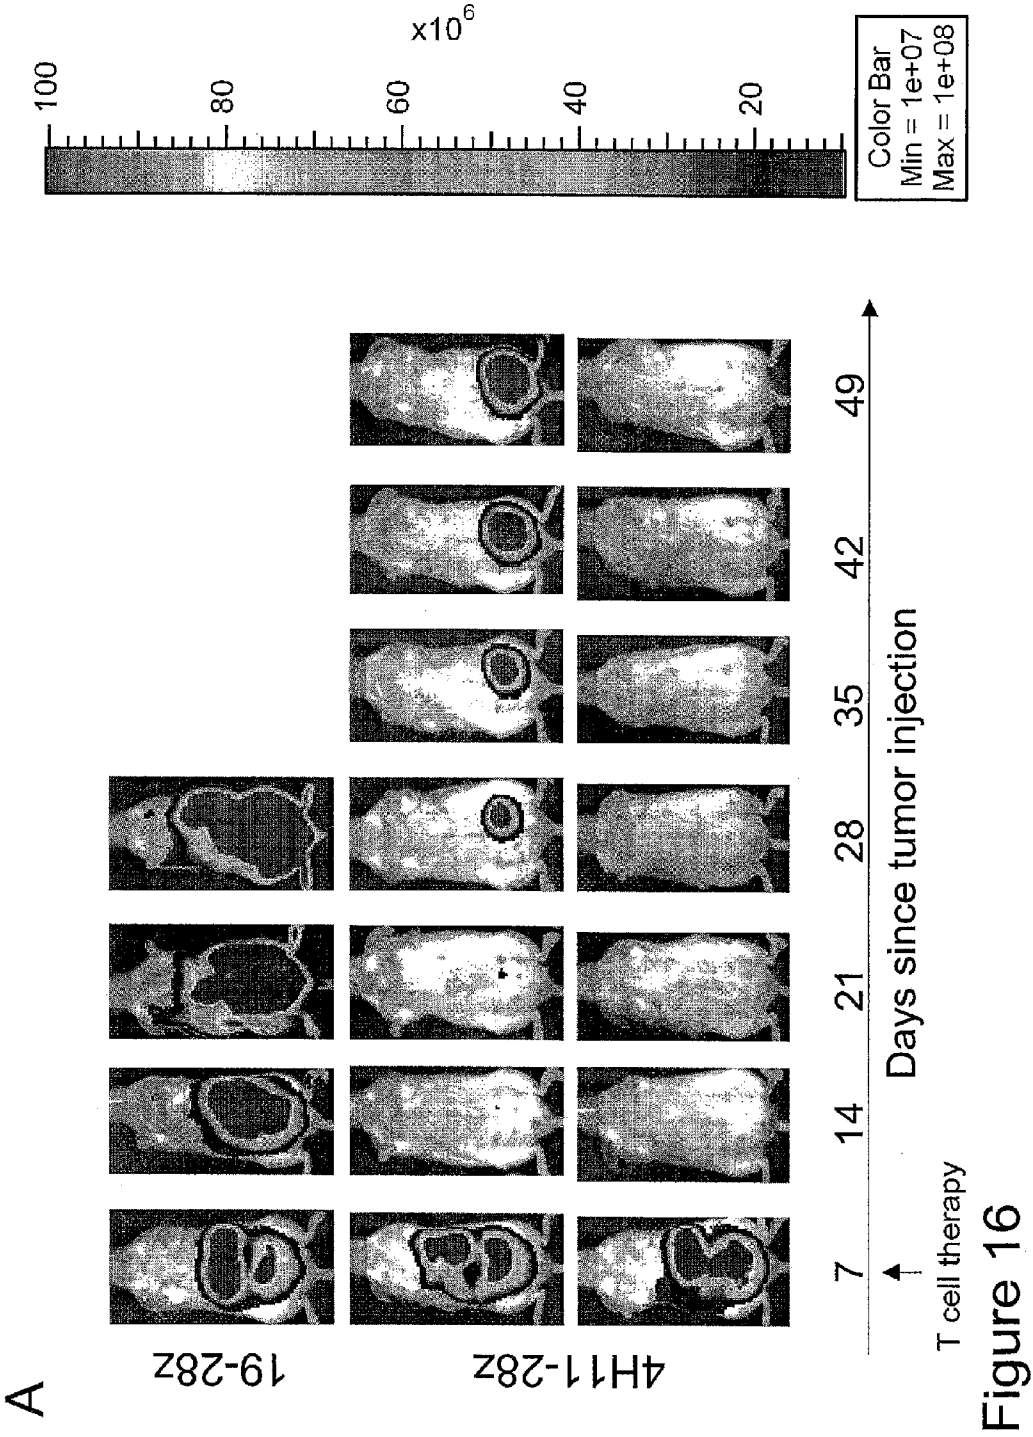 A
19-28z
4H11-28z
7 14 21 28 35 42 49
T cell therapy
Days since tumor injection
100
80
60
40
20
x10^6
Color Bar
Min = 1e+07
Max = 1e+08
Figure 16